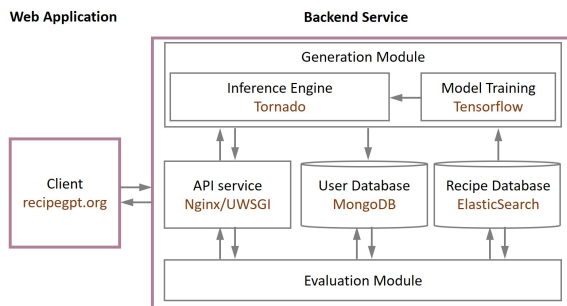 Web Application
Backend Service
Generation Module
Inference Engine
Tornado
Model Training
Tensorflow
Client
recipegpt.org
API service
Nginx/UWSGI
User Database
MongoDB
Recipe Database
ElasticSearch
Evaluation Module